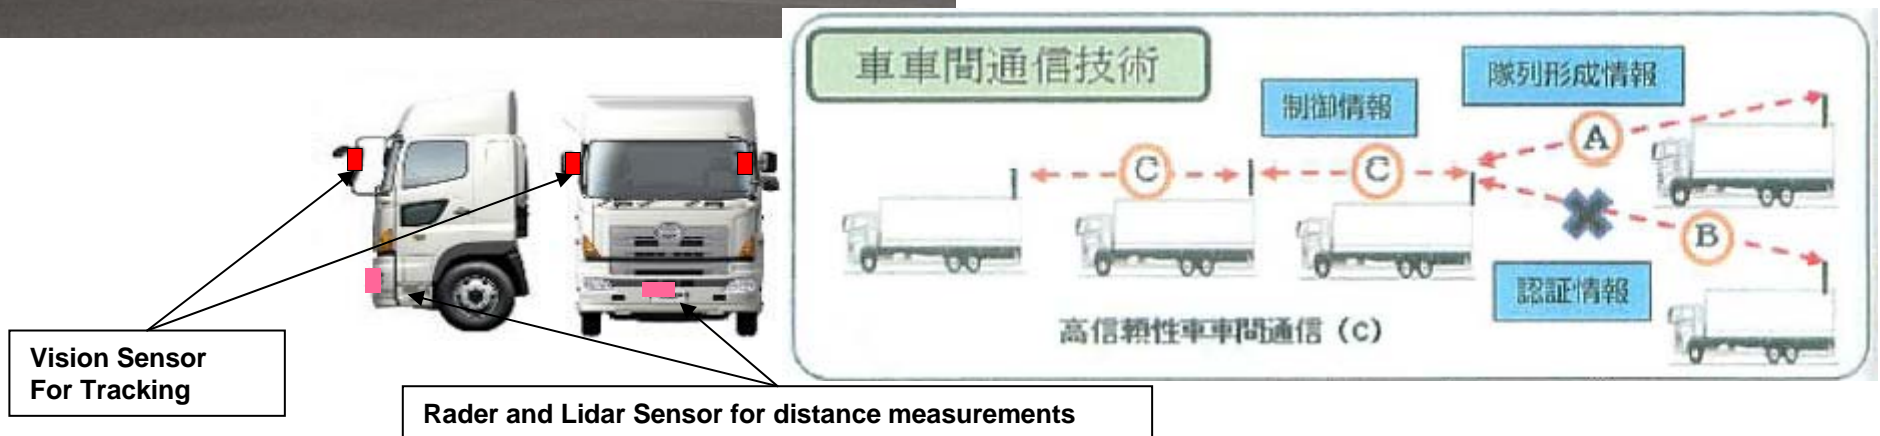 車車間通信技術
隊列形成情報
制御情報
A
C
C
B
認証情報
高信頼性車車間通信 (C)
Vision Sensor
For Tracking
Rader and Lidar Sensor for distance measurements